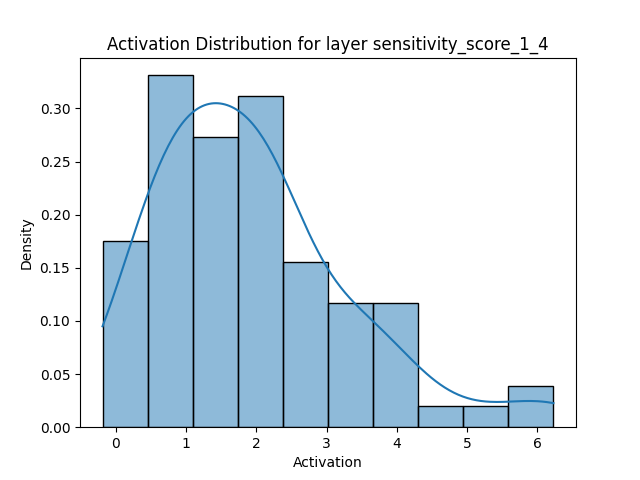 Activation Distribution for layer sensitivity_score_1_4
Density
0.30
0.25
0.20
0.15
0.10
0.05
0.00
0 1 2 3 4 5 6
Activation